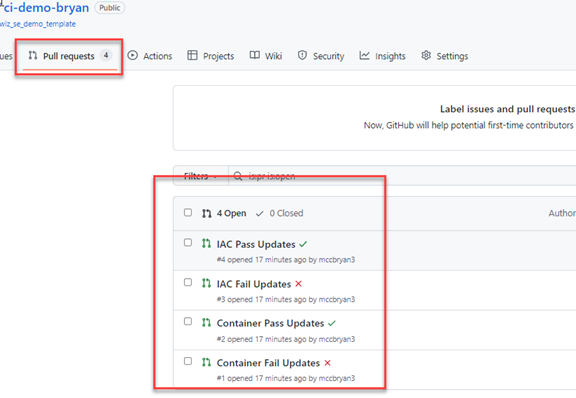 ci-demo-bryan Public
wiz_se_demo_template
ues Pull requests 4 Actions Projects Wiki Security Insights Settings
Label issues and pull requests
Now, GitHub will help potential first-time contributors
Filters is:pr is:open
4 Open 0 Closed Author
IAC Pass Updates
#4 opened 17 minutes ago by mccbryan3
IAC Fail Updates
#3 opened 17 minutes ago by mccbryan3
Container Pass Updates
#2 opened 17 minutes ago by mccbryan3
Container Fail Updates
#1 opened 17 minutes ago by mccbryan3